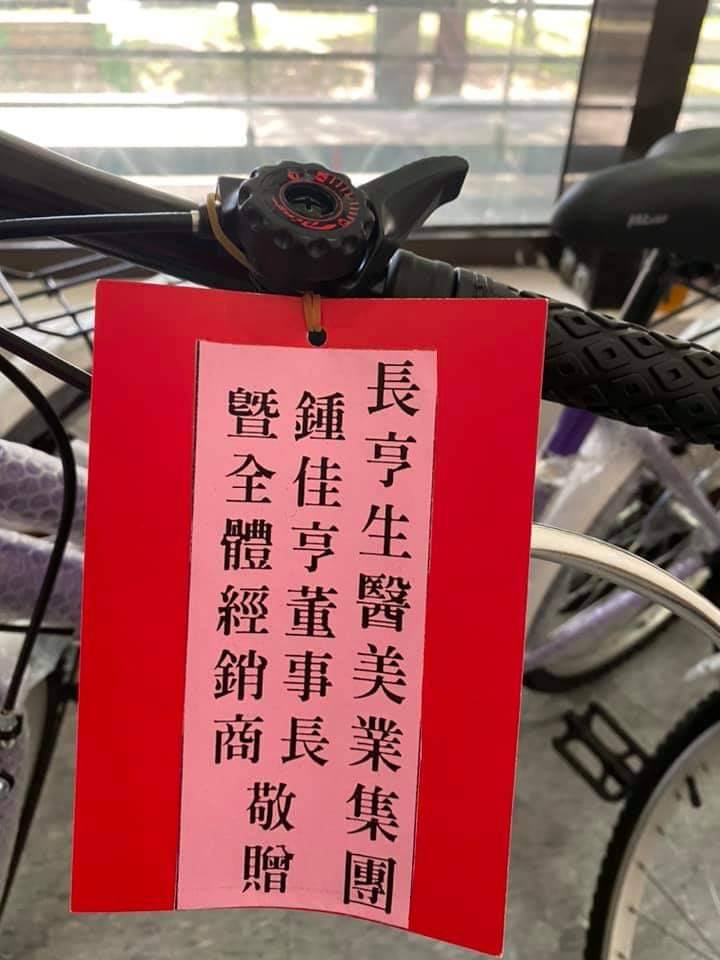 長亨生醫美業集團
鍾佳亨董事長
暨全體經銷商
敬贈